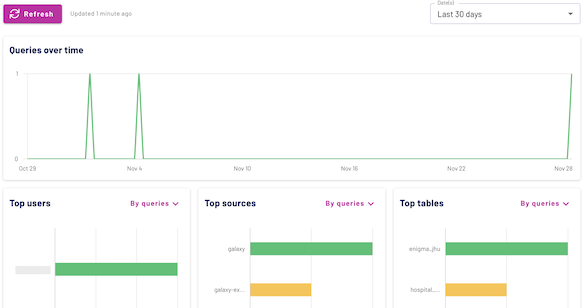 Date(s)
Refresh Updated 1 minute ago Last 30 days
Queries over time
1
0
Oct 29 Nov 4 Nov 10 Nov 16 Nov 22 Nov 28
Top users By queries Top sources By queries Top tables By queries
galaxy enigma..jhu
galaxy-ex... hospital,...